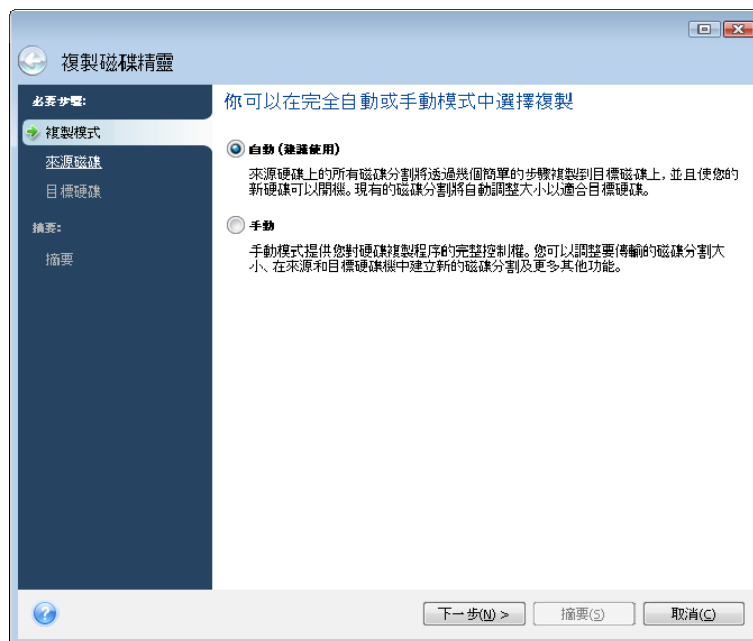 複製磁碟精靈
必要步驟:
複製模式
來源磁碟
目標硬碟
摘要:
摘要
你可以在完全自動或手動模式中選擇複製
自動 (建議使用)
來源硬碟上的所有磁碟分割將透過幾個簡單的步驟複製到目標磁碟上，並且使您的
新硬碟可以開機。現有的磁碟分割將自動調整大小以適合目標硬碟。
手動
手動模式提供您對硬碟複製程序的完整控制權。您可以調整要傳輸的磁碟分割大
小、在來源和目標硬碟機中建立新的磁碟分割及更多其他功能。
下一步(N) >
摘要(S)
取消(C)